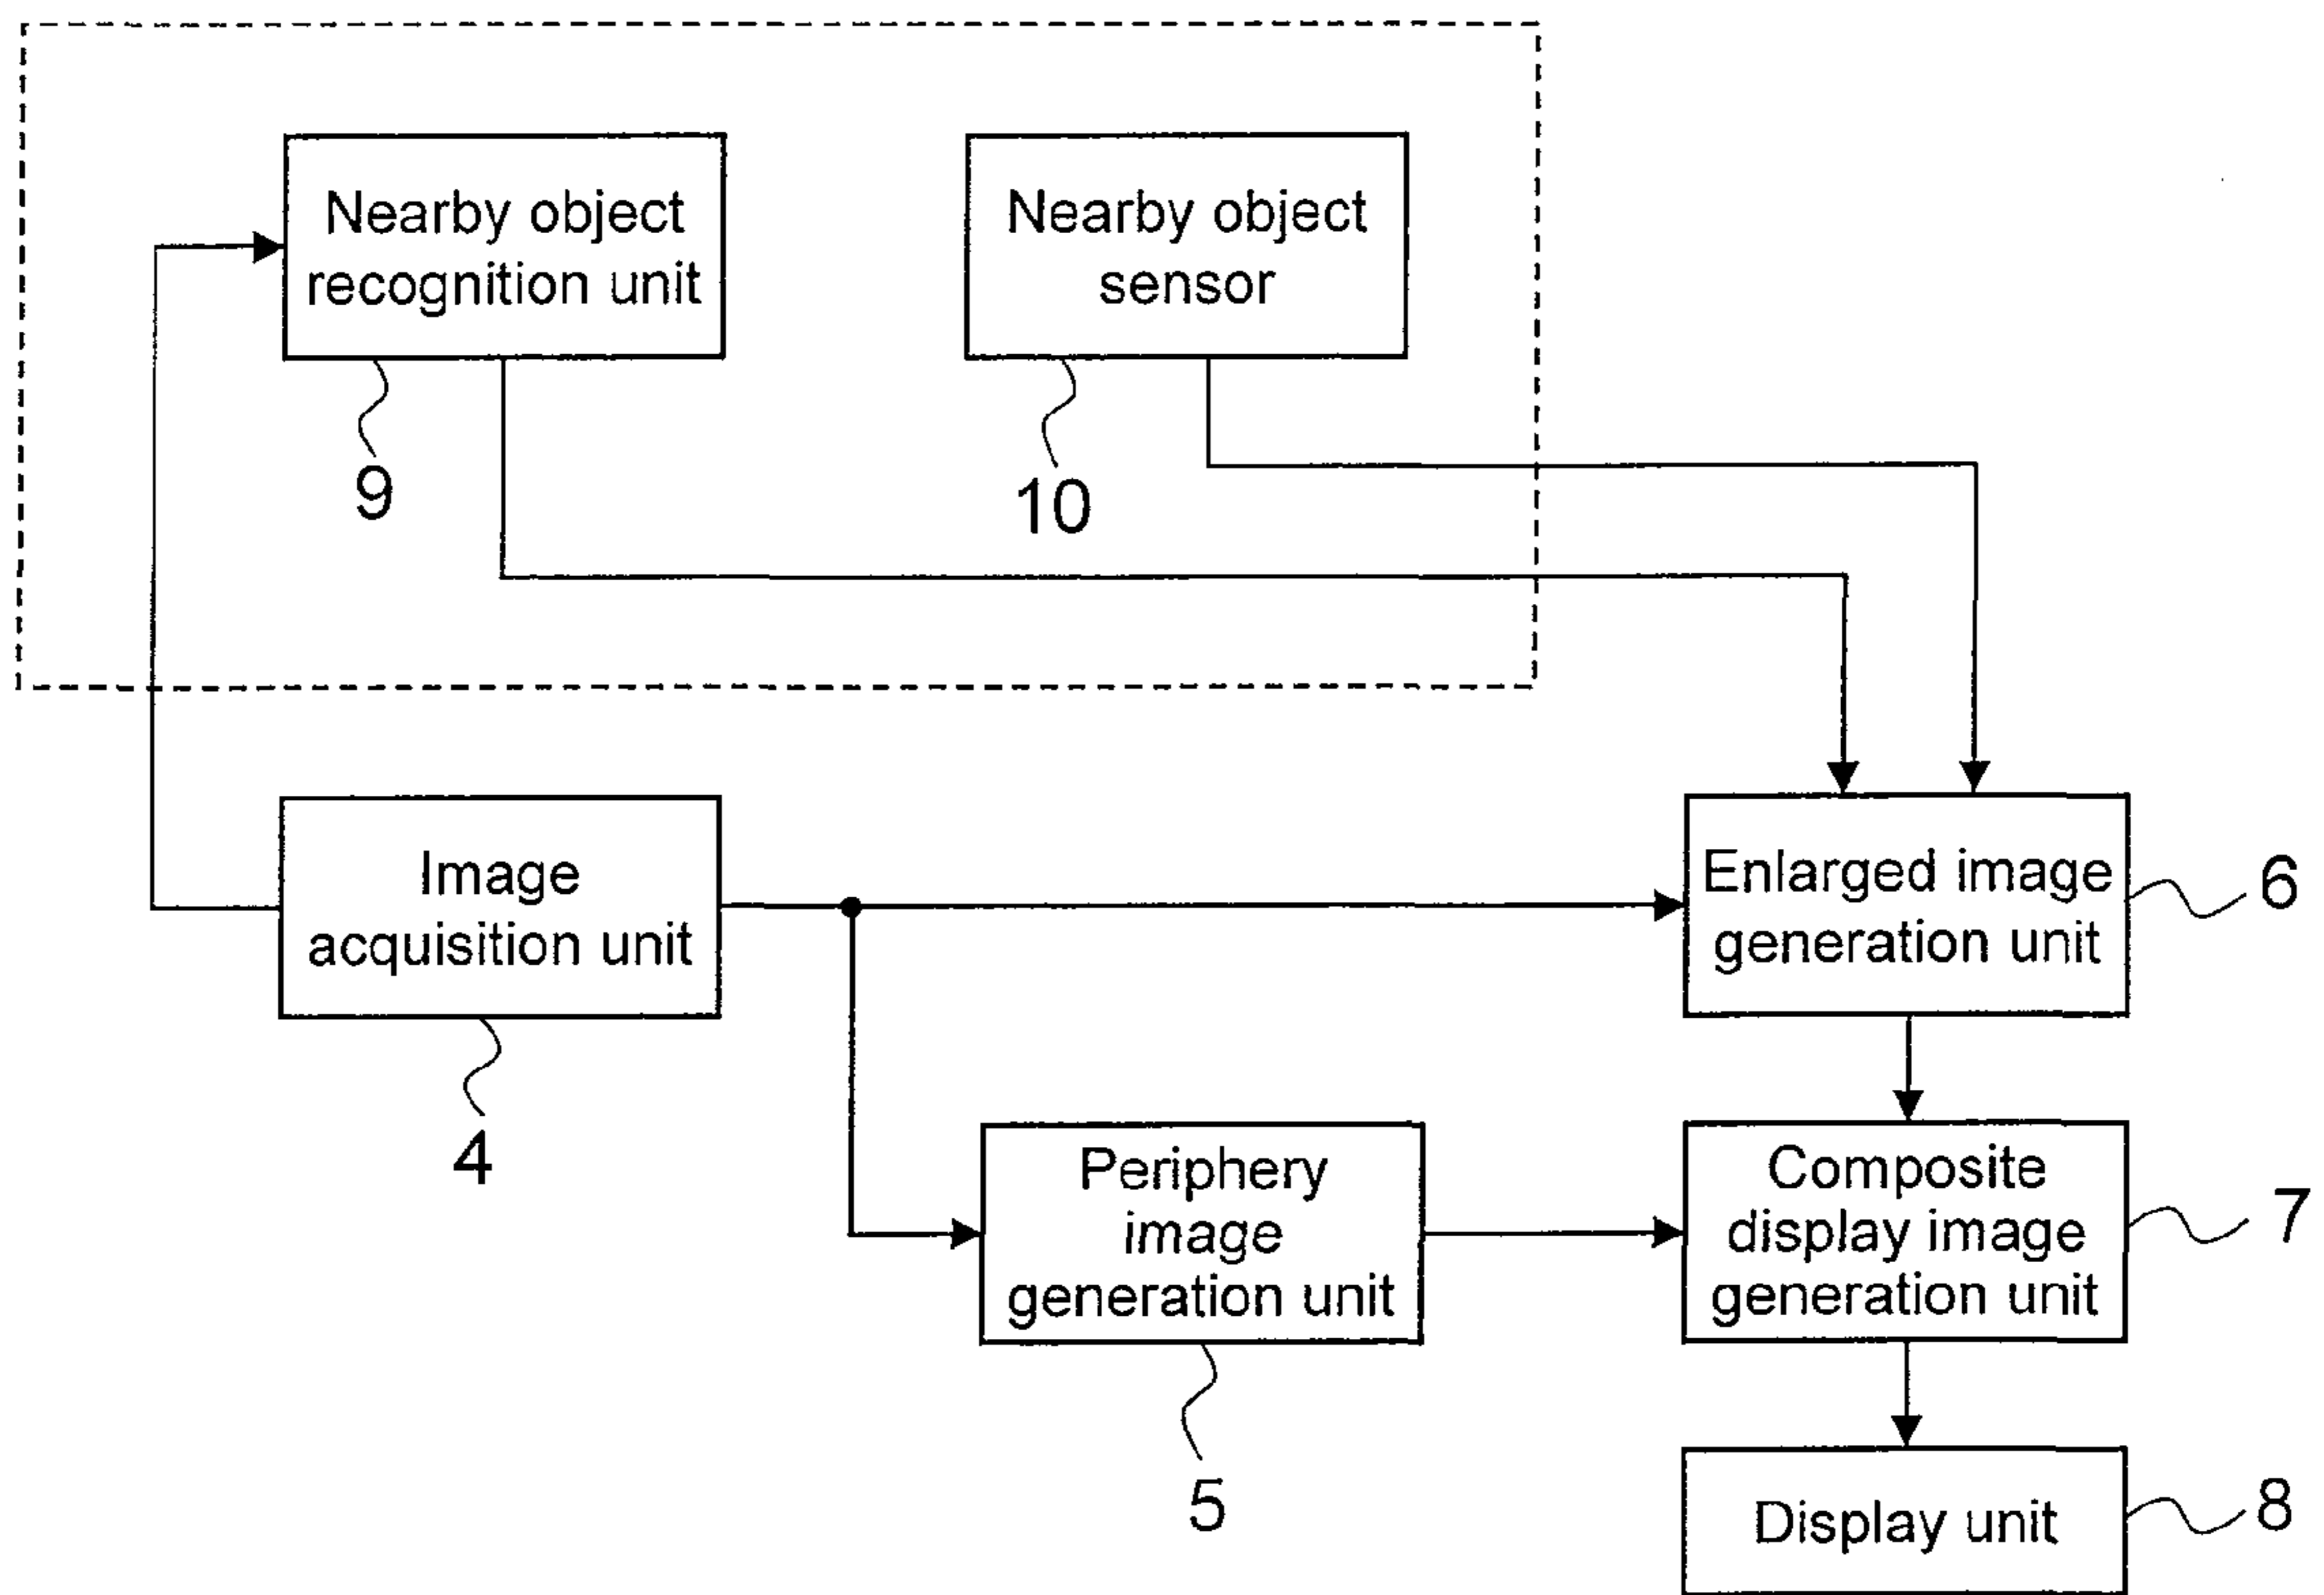 Nearby object
recognition unit
Nearby object
sensor
9
10
Image
acquisition unit
Enlarged image
generation unit
6
4
Periphery
image
generation unit
Composite
display image
generation unit
7
5
Display unit
8